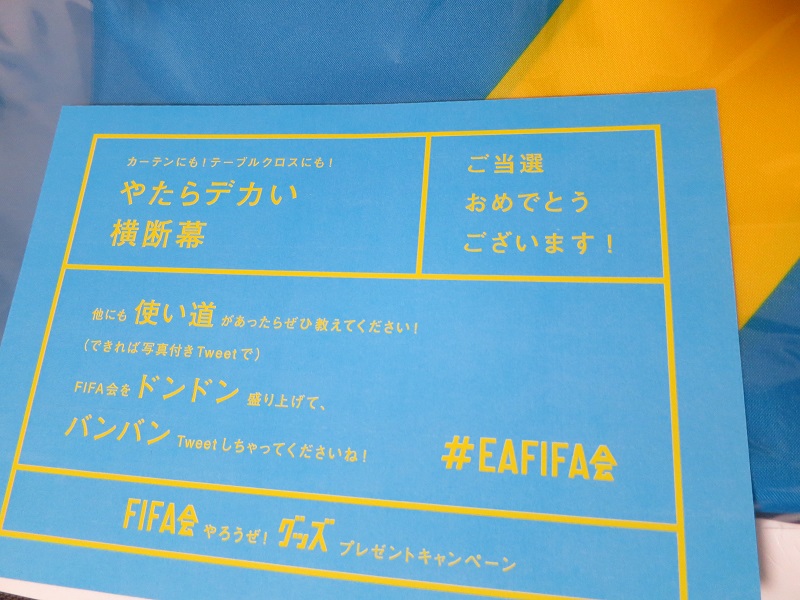 カーテンにも!テーブルクロスにも!
やたらデカい
横断幕
ご当選
おめでとう
ございます!
他にも 使い道 があったらぜひ教えてください!
(できれば写真付きTweetで)
FIFA会を ドンドン 盛り上げて、
バンバン Tweetしちゃってくださいね!
#EAFIFA会
FIFA会 やろうぜ! グッズ プレゼントキャンペーン